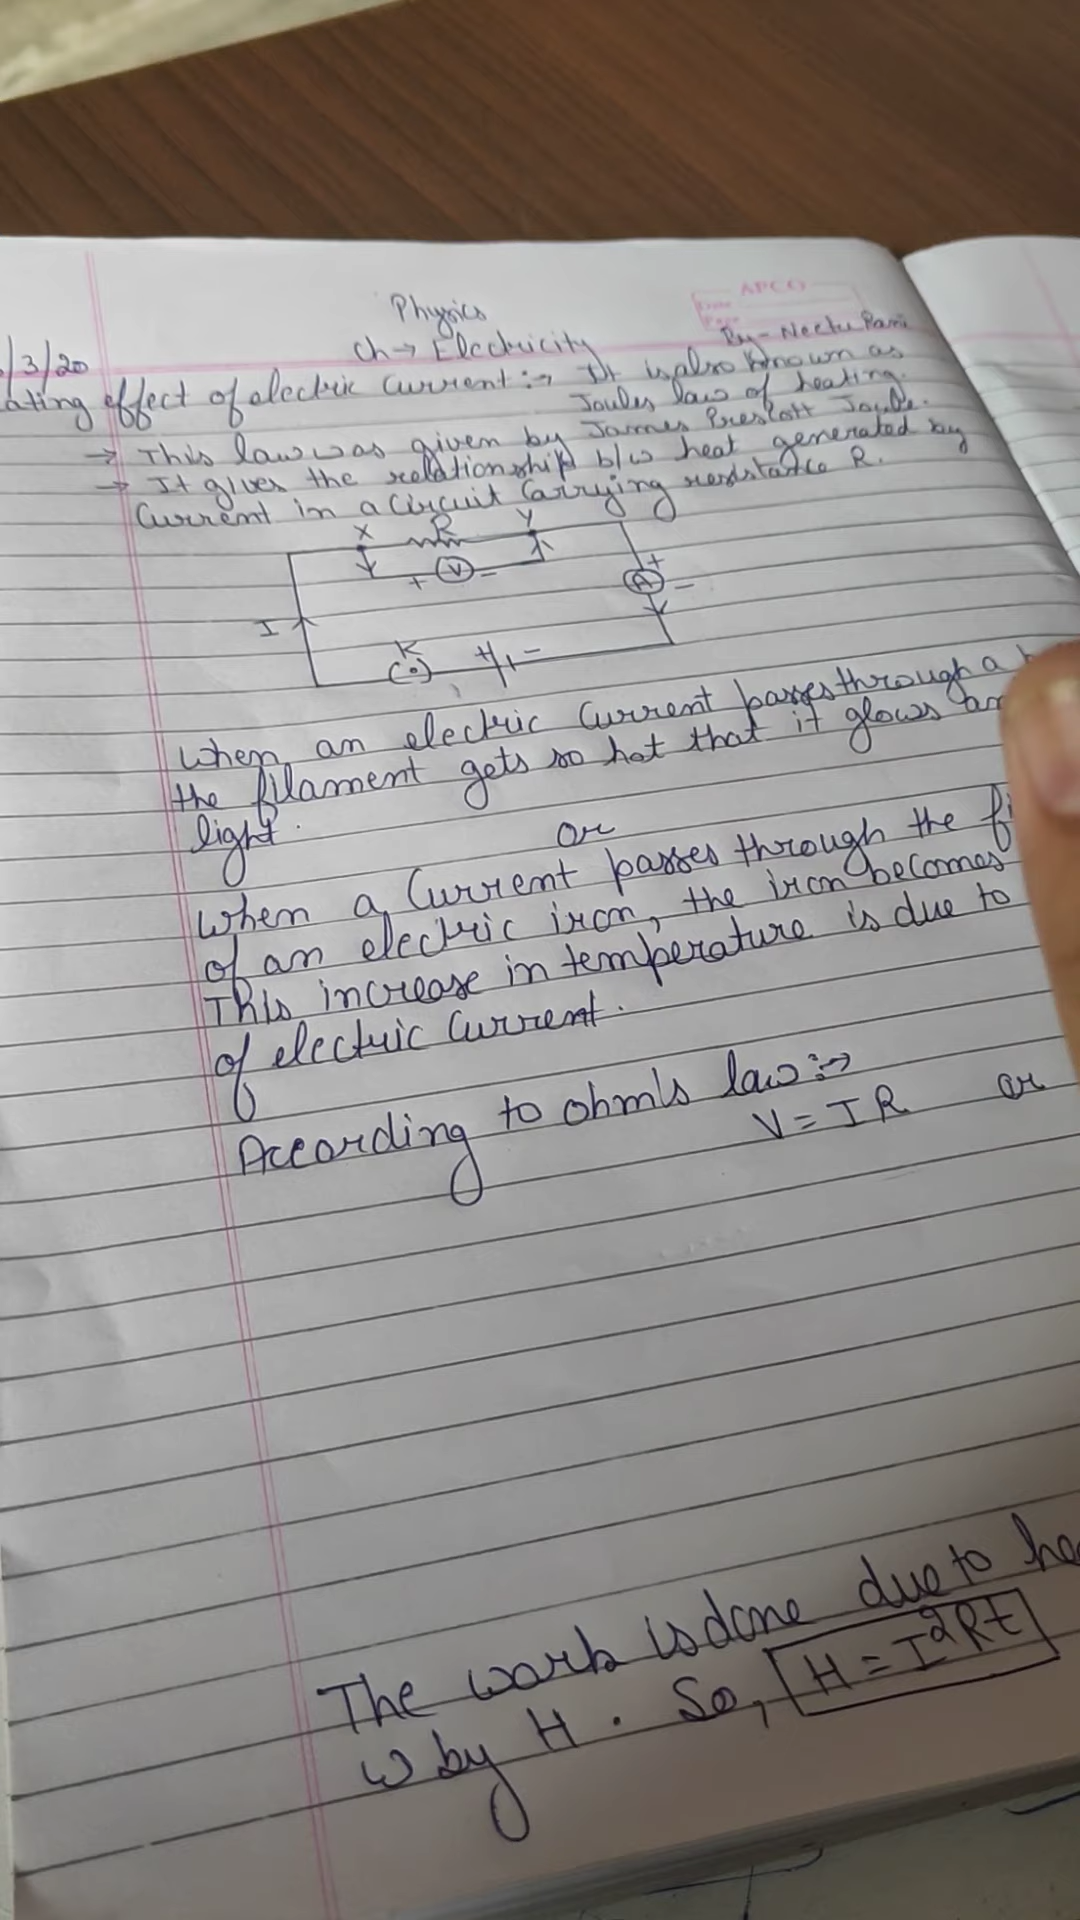 APCO
Physics
By - Neetu Rani
/3/20
Ch → Electricity
ating effect of electric Current :→ It is also known as
Joules law of heating.
→ This law was given by James Prescott Joule.
→ It gives the relationship b/w heat generated by
Current in a Circuit Carrying resistance R.
X R Y
+ V -
+
A -
I
K
(•) + -
When an electric Current passes through a
the filament gets so hot that it glows an
light.
or
When a Current passes through the fi
of an electric iron, the iron becomes
This increase in temperature is due to
of electric Current.
According to ohm's law :→
V = IR or
The work is done due to hea
W by H. So, H = I²Rt